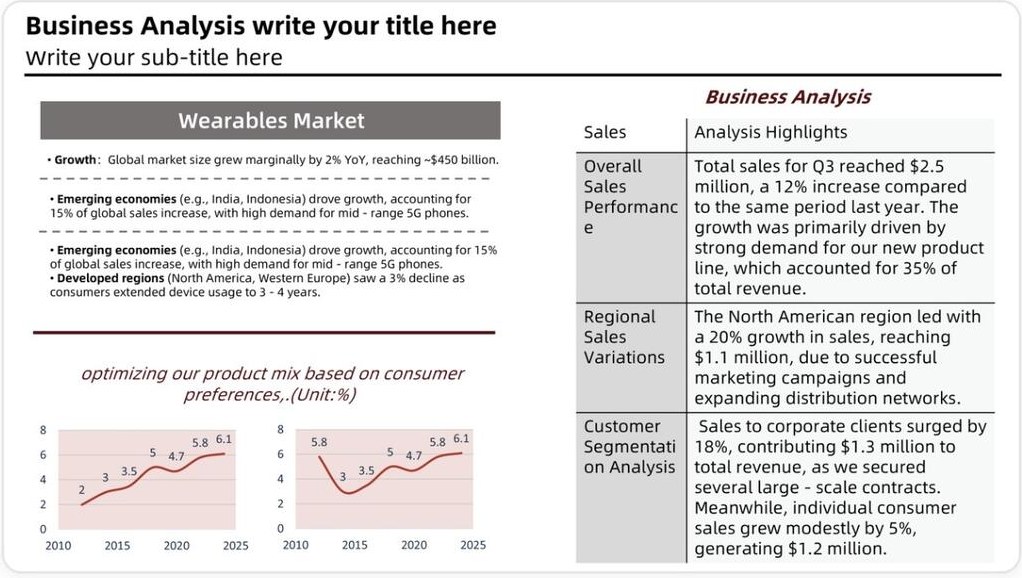 Business Analysis write your title here
Write your sub-title here
Wearables Market
• Growth： Global market size grew marginally by 2% YoY, reaching ~$450 billion.
• Emerging economies (e.g., India, Indonesia) drove growth, accounting for
15% of global sales increase, with high demand for mid - range 5G phones.
• Emerging economies (e.g., India, Indonesia) drove growth, accounting for 15%
of global sales increase, with high demand for mid - range 5G phones.
• Developed regions (North America, Western Europe) saw a 3% decline as
consumers extended device usage to 3 - 4 years.
optimizing our product mix based on consumer
preferences,.(Unit:%)
8
6
4
2
0
2
3
3.5
5
4.7
5.8
6.1
2010
2015
2020
2025
8
6
4
2
0
5.8
3
3.5
5
4.7
5.8
6.1
2010
2015
2020
2025
Business Analysis
Sales
Analysis Highlights
Overall
Sales
Performanc
e
Total sales for Q3 reached $2.5
million, a 12% increase compared
to the same period last year. The
growth was primarily driven by
strong demand for our new product
line, which accounted for 35% of
total revenue.
Regional
Sales
Variations
The North American region led with
a 20% growth in sales, reaching
$1.1 million, due to successful
marketing campaigns and
expanding distribution networks.
Customer
Segmentati
on Analysis
Sales to corporate clients surged by
18%, contributing $1.3 million to
total revenue, as we secured
several large - scale contracts.
Meanwhile, individual consumer
sales grew modestly by 5%,
generating $1.2 million.